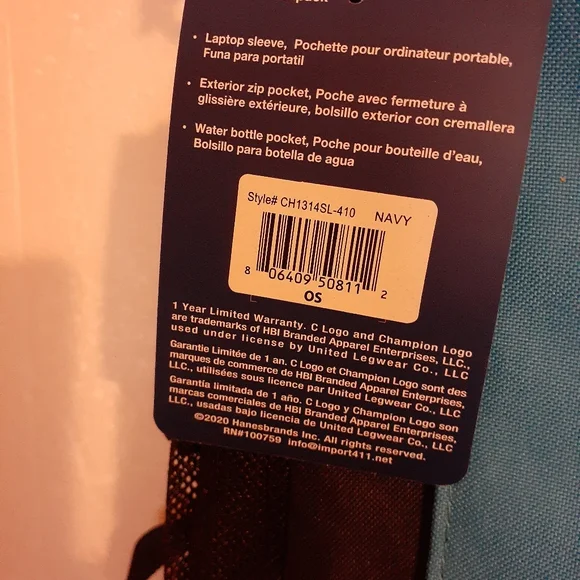 pack
• Laptop sleeve, Pochette pour ordinateur portable,
Funa para portatil
• Exterior zip pocket, Poche avec fermeture à
glissière extérieure, bolsillo exterior con cremallera
• Water bottle pocket, Poche pour bouteille d'eau,
Bolsillo para botella de agua
Style# CH1314SL-410 NAVY
8 06409 50811 2
OS
1 Year Limited Warranty. C Logo and Champion Logo
are trademarks of HBI Branded Apparel Enterprises, LLC.,
used under license by United Legwear Co., LLC
Garantie Limitée de 1 an. C Logo et Champion Logo sont des
marques de commerce de HBI Branded Apparel Enterprises,
LLC., utilisées sous licence par United Legwear Co., LLC
Garantía limitada de 1 año. C Logo y Champion Logo son
marcas comerciales de HBI Branded Apparel Enterprises,
LLC., usadas bajo licencia de United Legwear Co., LLC
©2020 Hanesbrands Inc. All rights reserved.
RN#100759 info@import411.net